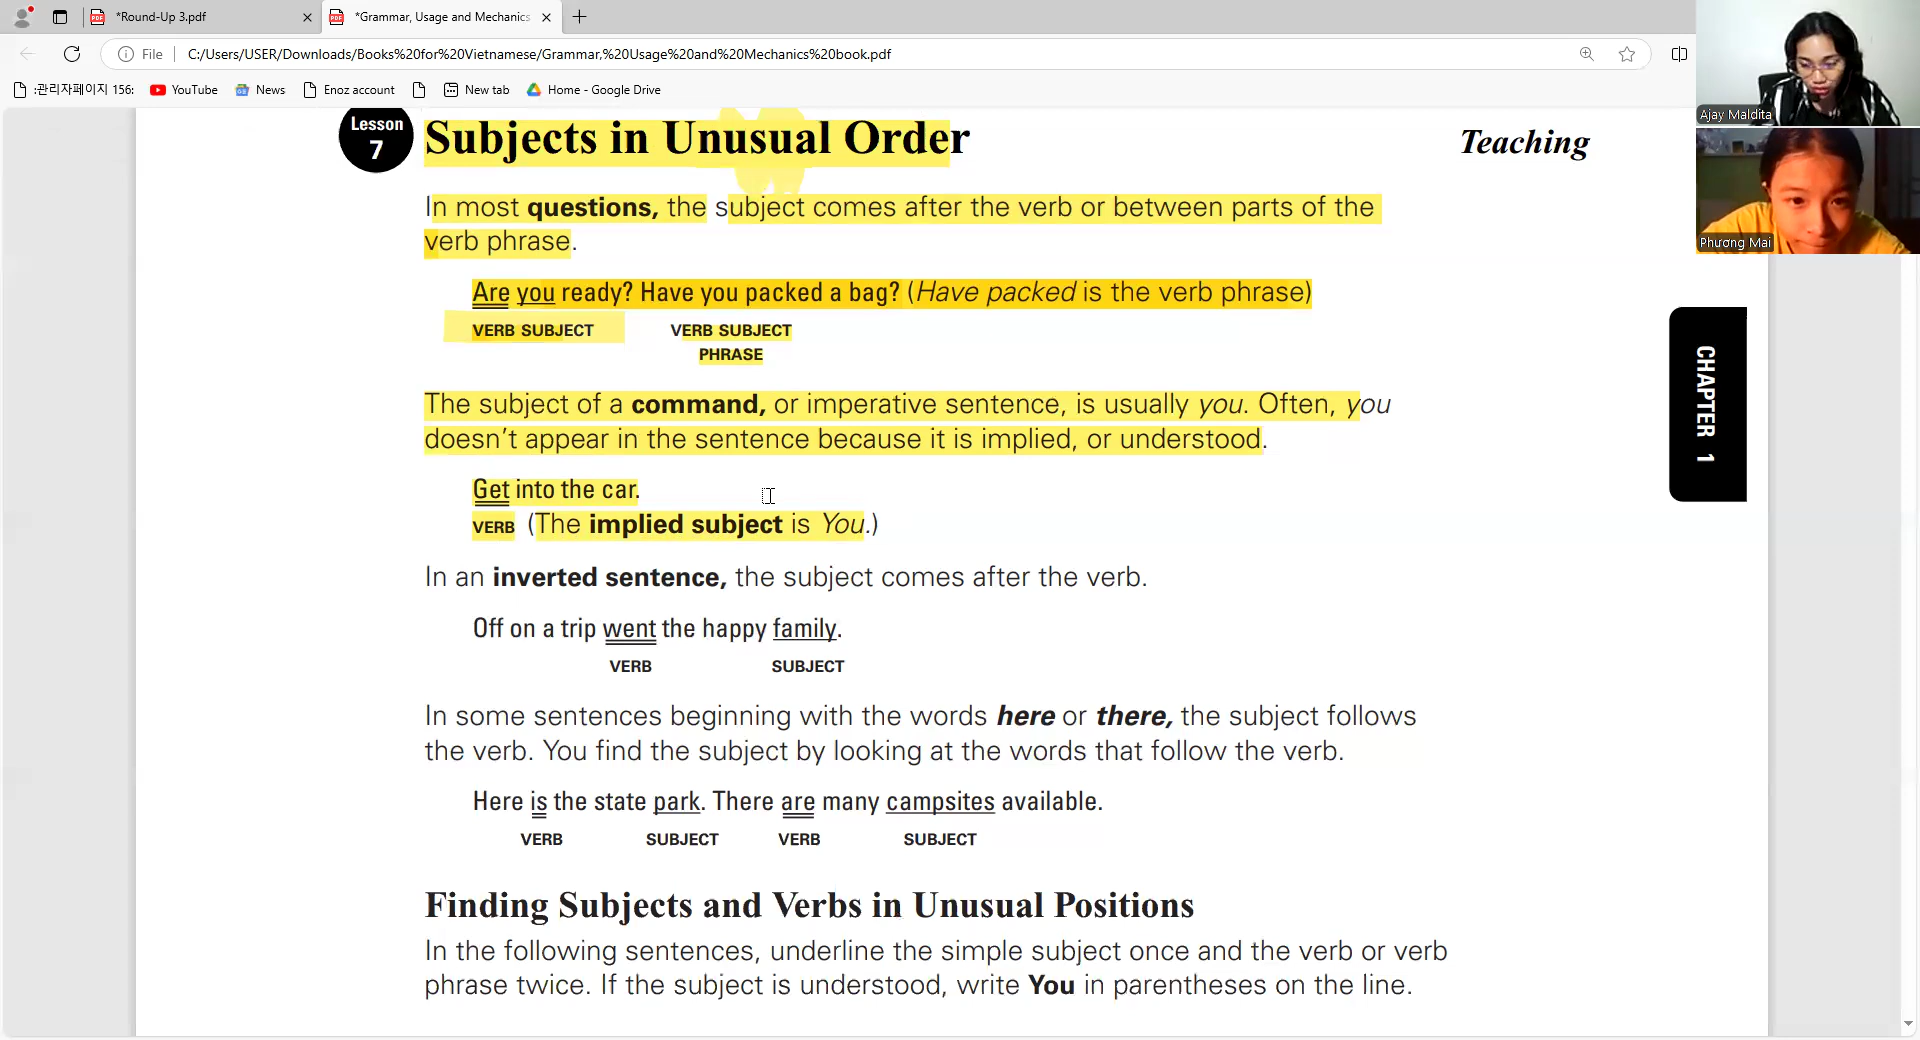 *Round-Up 3.pdf
*Grammar, Usage and Mechanics
File
C:/Users/USER/Downloads/Books%20for%20Vietnamese/Grammar,%20Usage%20and%20Mechanics%20book.pdf
:관리자페이지 156:
YouTube
News
Enoz account
New tab
Home - Google Drive
Ajay Maldita
Phương Mai
Lesson
7
Subjects in Unusual Order
Teaching
In most questions, the subject comes after the verb or between parts of the
verb phrase.
Are you ready? Have you packed a bag? (Have packed is the verb phrase)
VERB SUBJECT VERB SUBJECT
PHRASE
The subject of a command, or imperative sentence, is usually you. Often, you
doesn't appear in the sentence because it is implied, or understood.
Get into the car.
VERB (The implied subject is You.)
In an inverted sentence, the subject comes after the verb.
Off on a trip went the happy family.
VERB SUBJECT
In some sentences beginning with the words here or there, the subject follows
the verb. You find the subject by looking at the words that follow the verb.
Here is the state park. There are many campsites available.
VERB SUBJECT VERB SUBJECT
Finding Subjects and Verbs in Unusual Positions
In the following sentences, underline the simple subject once and the verb or verb
phrase twice. If the subject is understood, write You in parentheses on the line.
CHAPTER 1